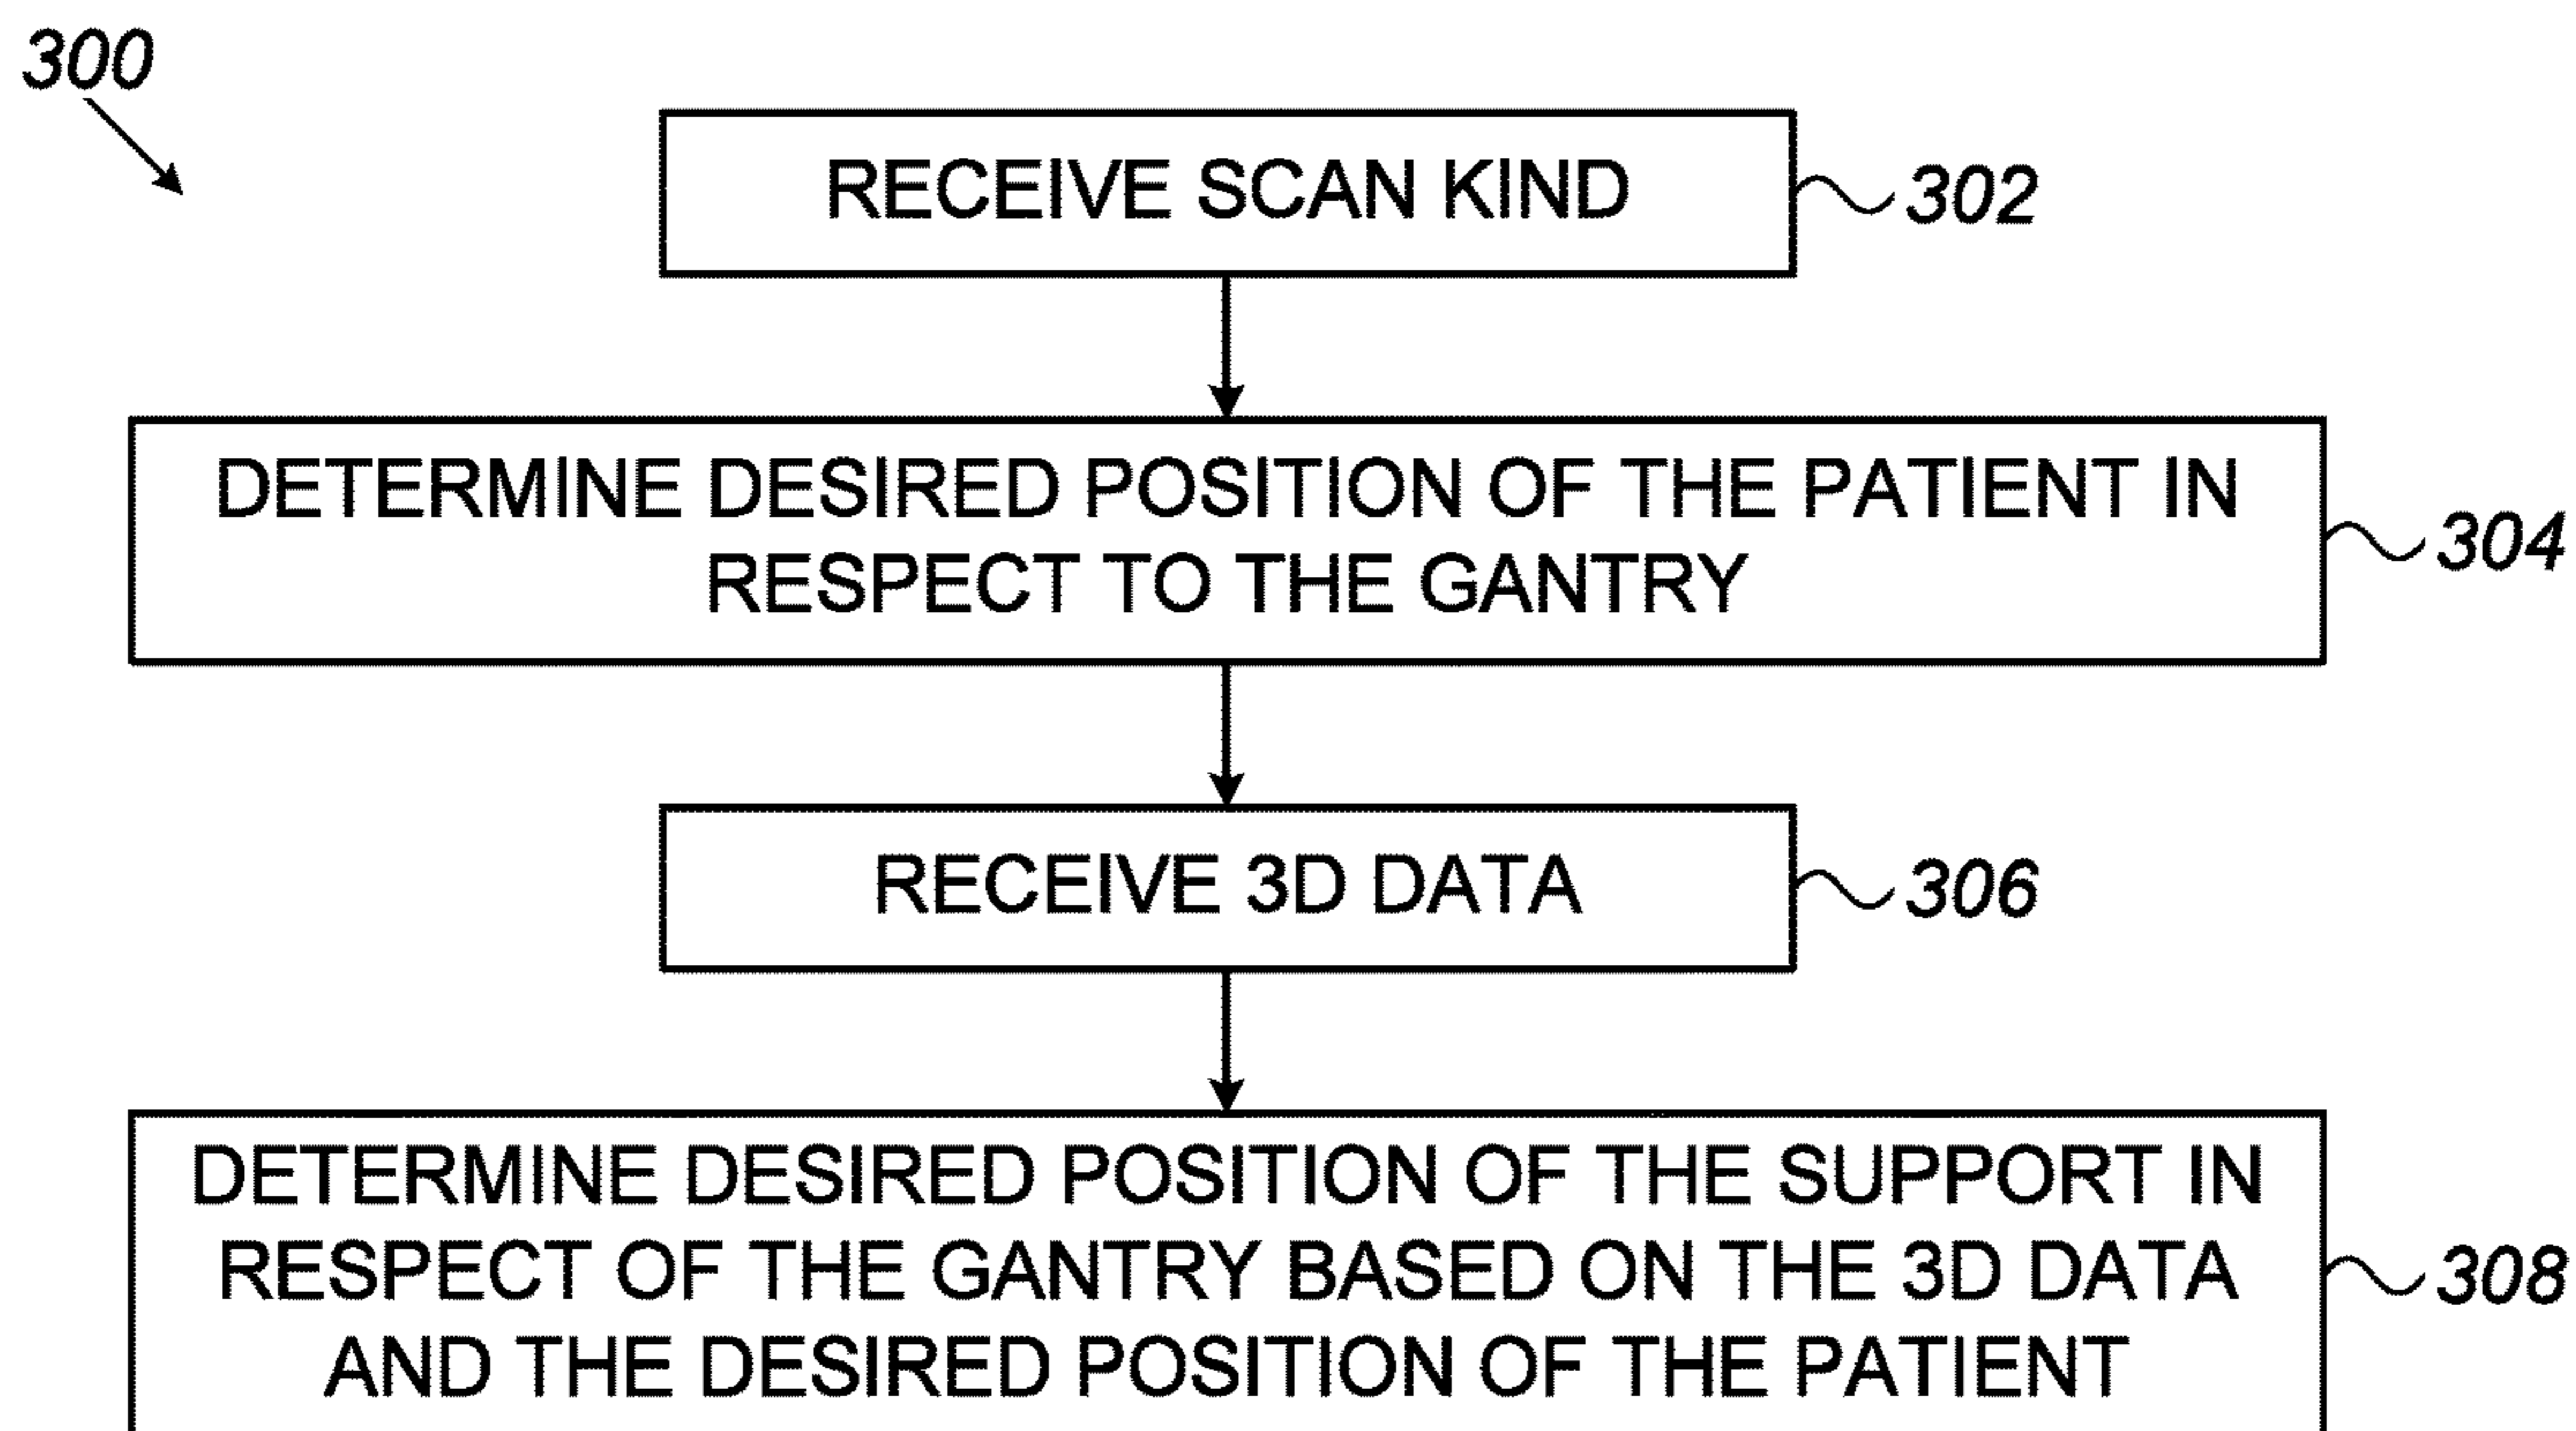 300
RECEIVE SCAN KIND
302
DETERMINE DESIRED POSITION OF THE PATIENT IN
RESPECT TO THE GANTRY
304
RECEIVE 3D DATA
306
DETERMINE DESIRED POSITION OF THE SUPPORT IN
RESPECT OF THE GANTRY BASED ON THE 3D DATA
AND THE DESIRED POSITION OF THE PATIENT
308